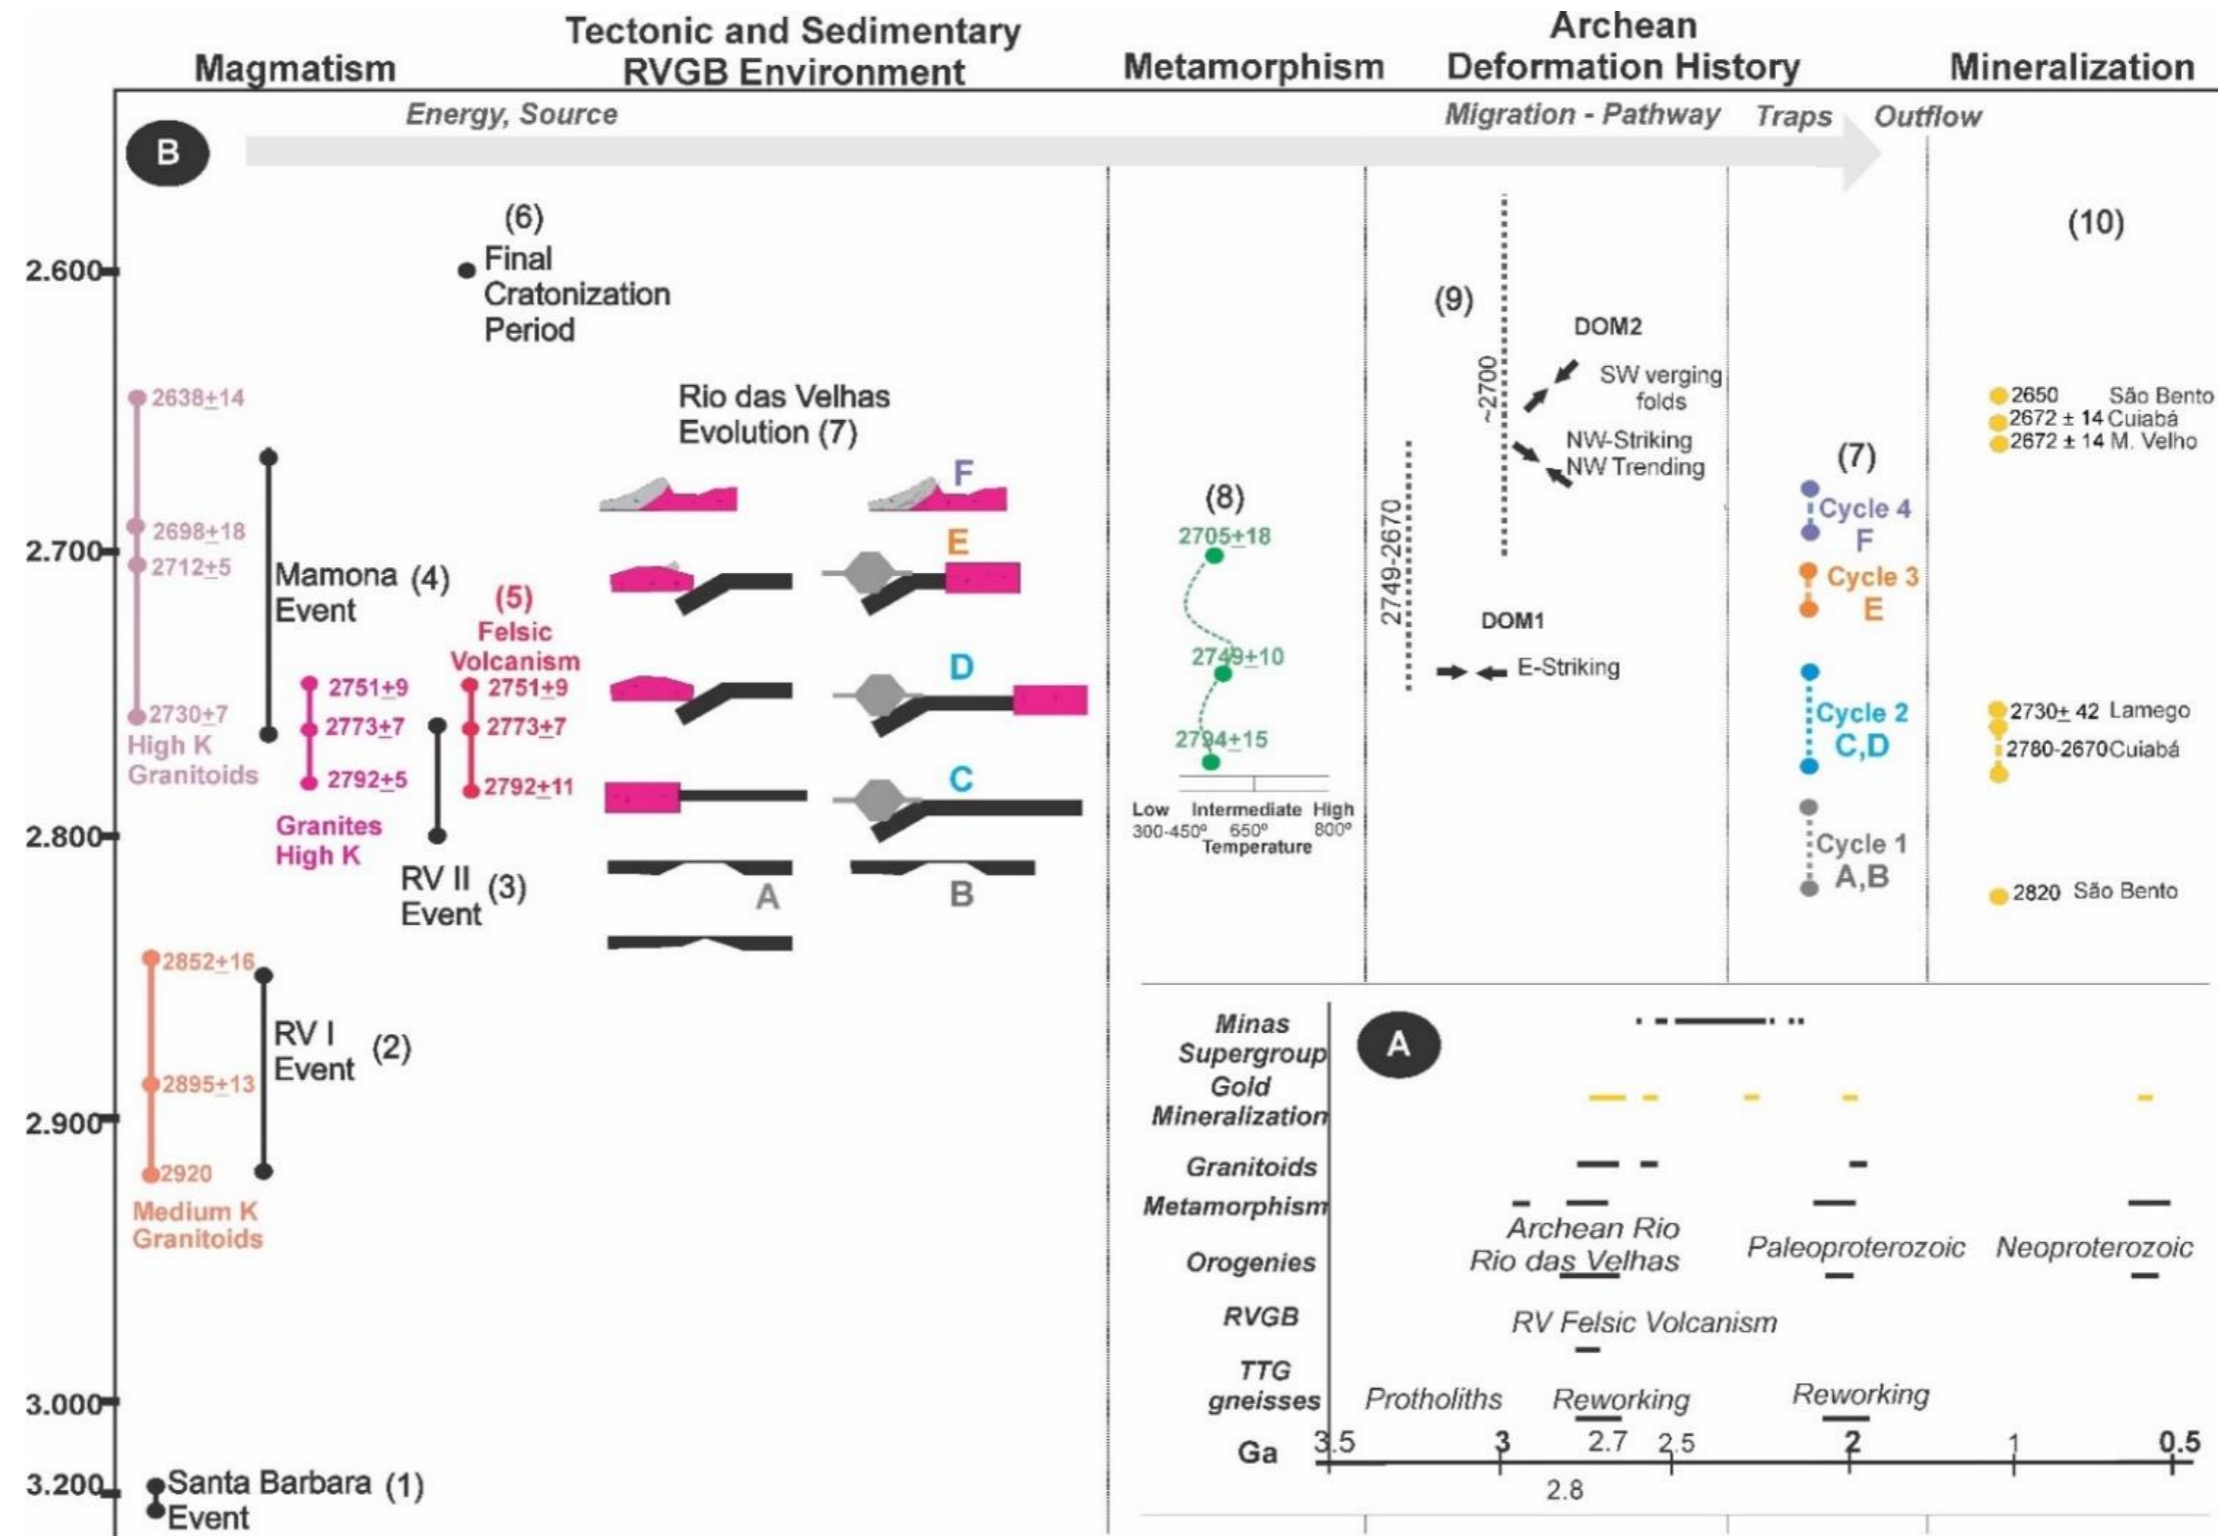 Magmatism
Tectonic and Sedimentary
RVGB Environment
Metamorphism
Archean
Deformation History
Mineralization
B
Energy, Source
Migration - Pathway
Traps
Outflow
2.600
2.700
2.800
2.900
3.000
3.200
(6)
Final
Cratonization
Period
2638±14
2698±18
2712±5
2730±7
High K
Granitoids
Mamona (4)
Event
2751±9
2773±7
2792±5
Granites
High K
(5)
Felsic
Volcanism
2751±9
2773±7
2792±11
RV II (3)
Event
2852±16
2895±13
2920
Medium K
Granitoids
RV I
Event
(2)
Santa Barbara (1)
Event
Rio das Velhas
Evolution (7)
F
E
D
C
A
B
(8)
2705±18
2749±10
2794±15
Low Intermediate High
300-450º 650º 800º
Temperature
(9)
~2700
2749-2670
DOM2
SW verging
folds
NW-Striking
NW Trending
DOM1
E-Striking
(7)
Cycle 4
F
Cycle 3
E
Cycle 2
C,D
Cycle 1
A,B
(10)
2650 São Bento
2672 ± 14 Cuiabá
2672 ± 14 M. Velho
2730± 42 Lamego
2780-2670Cuiabá
2820 São Bento
A
Minas
Supergroup
Gold
Mineralization
Granitoids
Metamorphism
Orogenies
Archean Rio
Rio das Velhas
Paleoproterozoic
Neoproterozoic
RVGB
RV Felsic Volcanism
TTG
gneisses
Protholiths
Reworking
Reworking
Ga
3.5
3
2.7
2.5
2
1
0.5
2.8